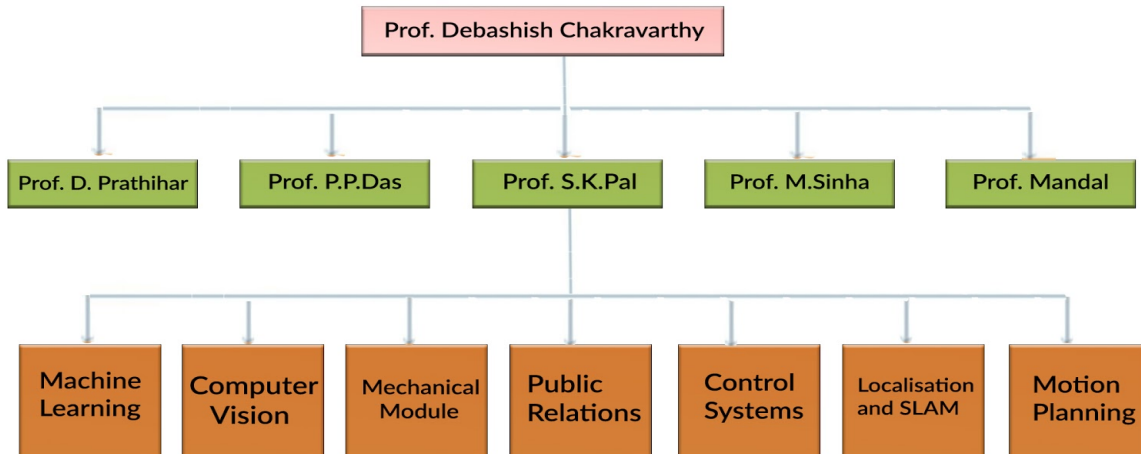 Prof. Debashish Chakravarthy
Prof. D. Prathihar
Prof. P.P.Das
Prof. S.K.Pal
Prof. M.Sinha
Prof. Mandal
Machine
Learning
Computer
Vision
Mechanical
Module
Public
Relations
Control
Systems
Localisation
and SLAM
Motion
Planning